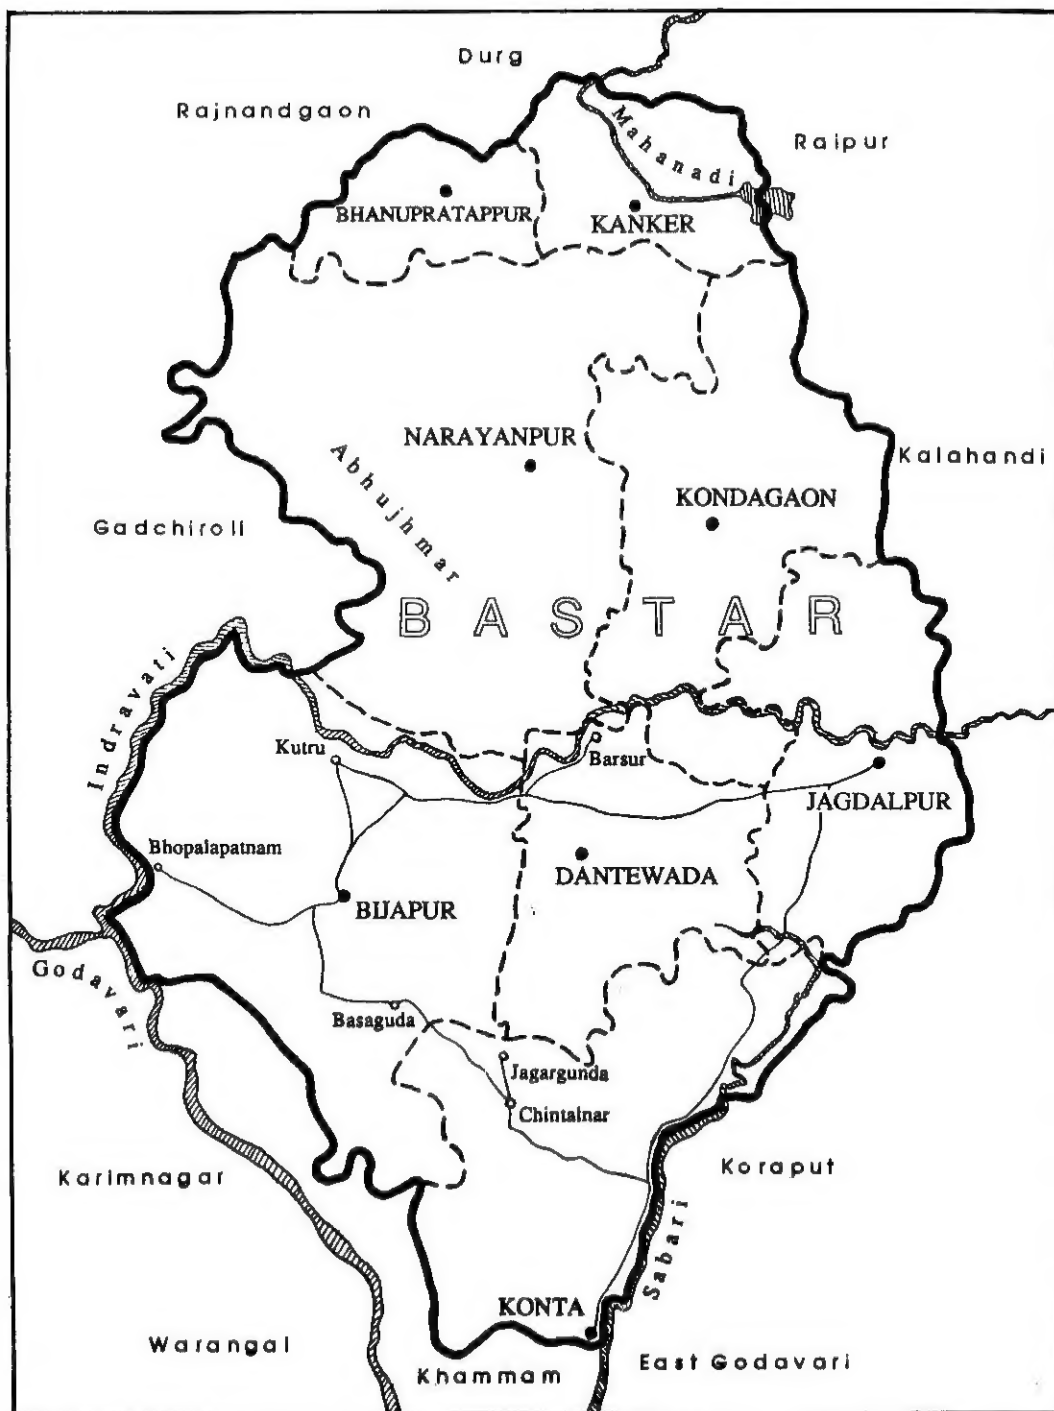 Durg
Rajnandgaon
Mahanadi
Raipur
BHANUPRATAPPUR
KANKER
NARAYANPUR
Abhujhmar
Kalahandi
KONDAGAON
Gadchiroli
BASTAR
Indravati
Kutru
Barsur
JAGDALPUR
Bhopalapatnam
DANTEWADA
BIJAPUR
Godavari
Basaguda
Jagargunda
Chintalnar
Karimnagar
Koraput
Sabari
KONTA
Warangal
Khammam
East Godavari